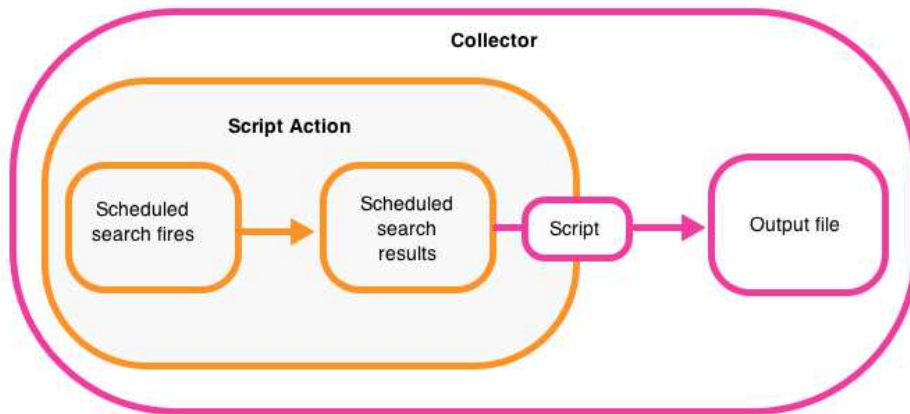 Collector
Script Action
Scheduled
search fires
Scheduled
search
results
Script
Output file